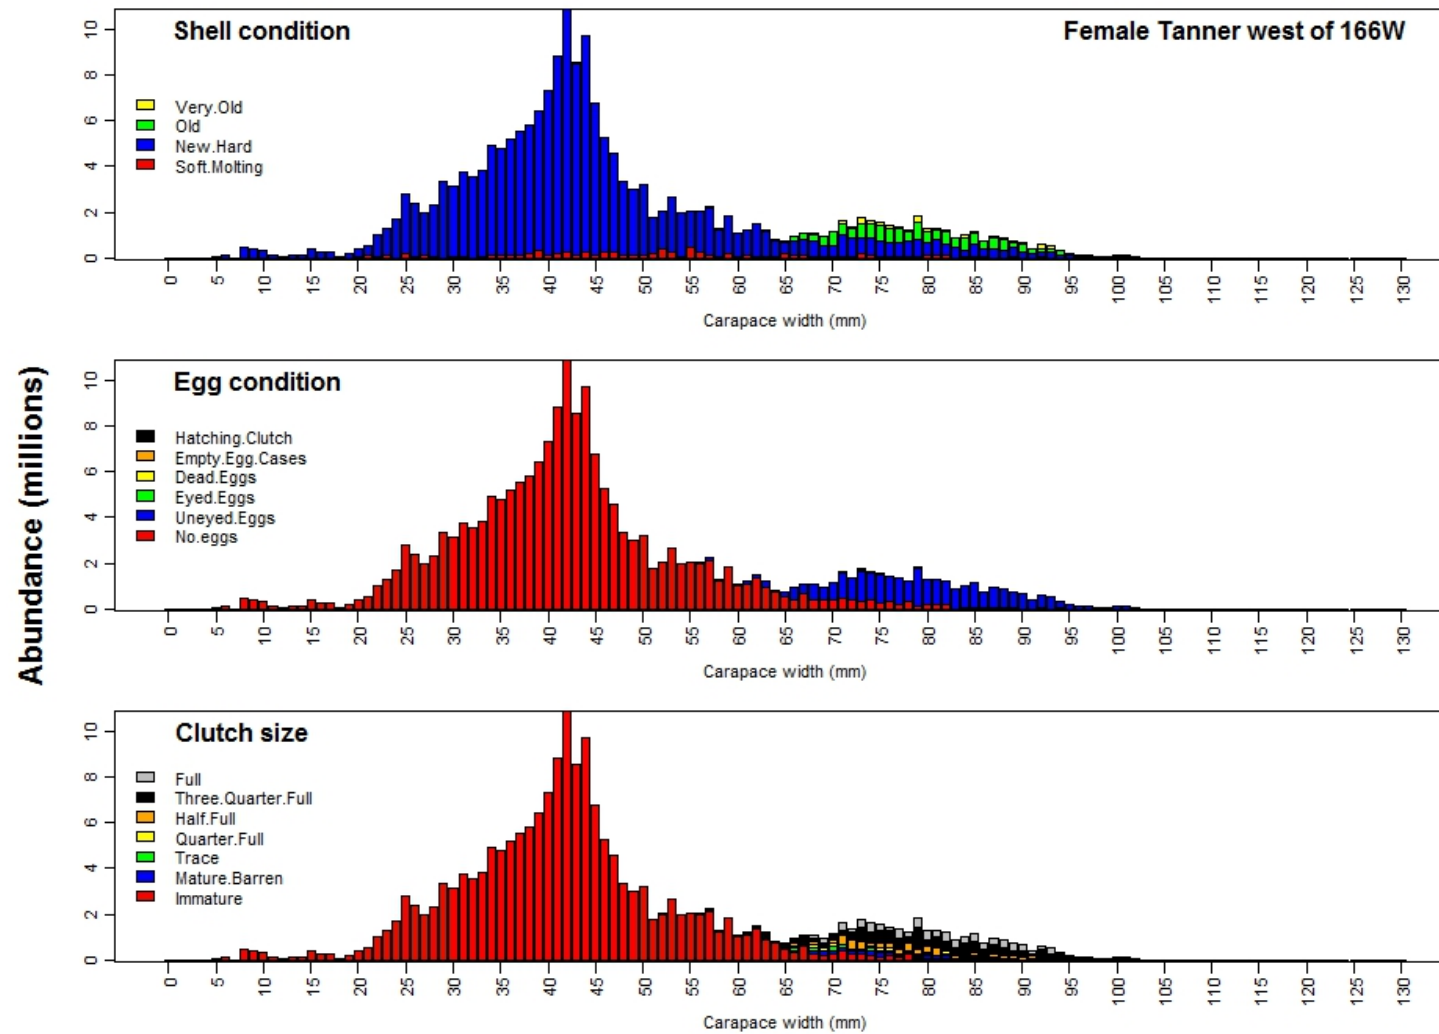 Shell condition
Female Tanner west of 166W
Very.Old
Old
New.Hard
Soft.Molting
0 2 4 6 8 10
0 5 10 15 20 25 30 35 40 45 50 55 60 65 70 75 80 85 90 95 100 105 110 115 120 125 130
Carapace width (mm)
Abundance (millions)
Egg condition
Hatching.Clutch
Empty.Egg.Cases
Dead.Eggs
Eyed.Eggs
Uneyed.Eggs
No.eggs
0 2 4 6 8 10
0 5 10 15 20 25 30 35 40 45 50 55 60 65 70 75 80 85 90 95 100 105 110 115 120 125 130
Carapace width (mm)
Clutch size
Full
Three.Quarter.Full
Half.Full
Quarter.Full
Trace
Mature.Barren
Immature
0 2 4 6 8 10
0 5 10 15 20 25 30 35 40 45 50 55 60 65 70 75 80 85 90 95 100 105 110 115 120 125 130
Carapace width (mm)